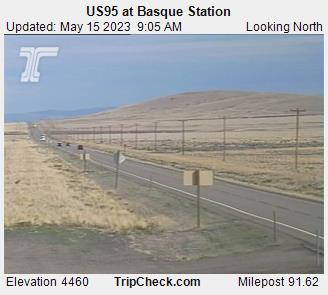 US95 at Basque Station
Updated: May 15 2023 9:05 AM Looking North
Elevation 4460 TripCheck.com Milepost 91.62